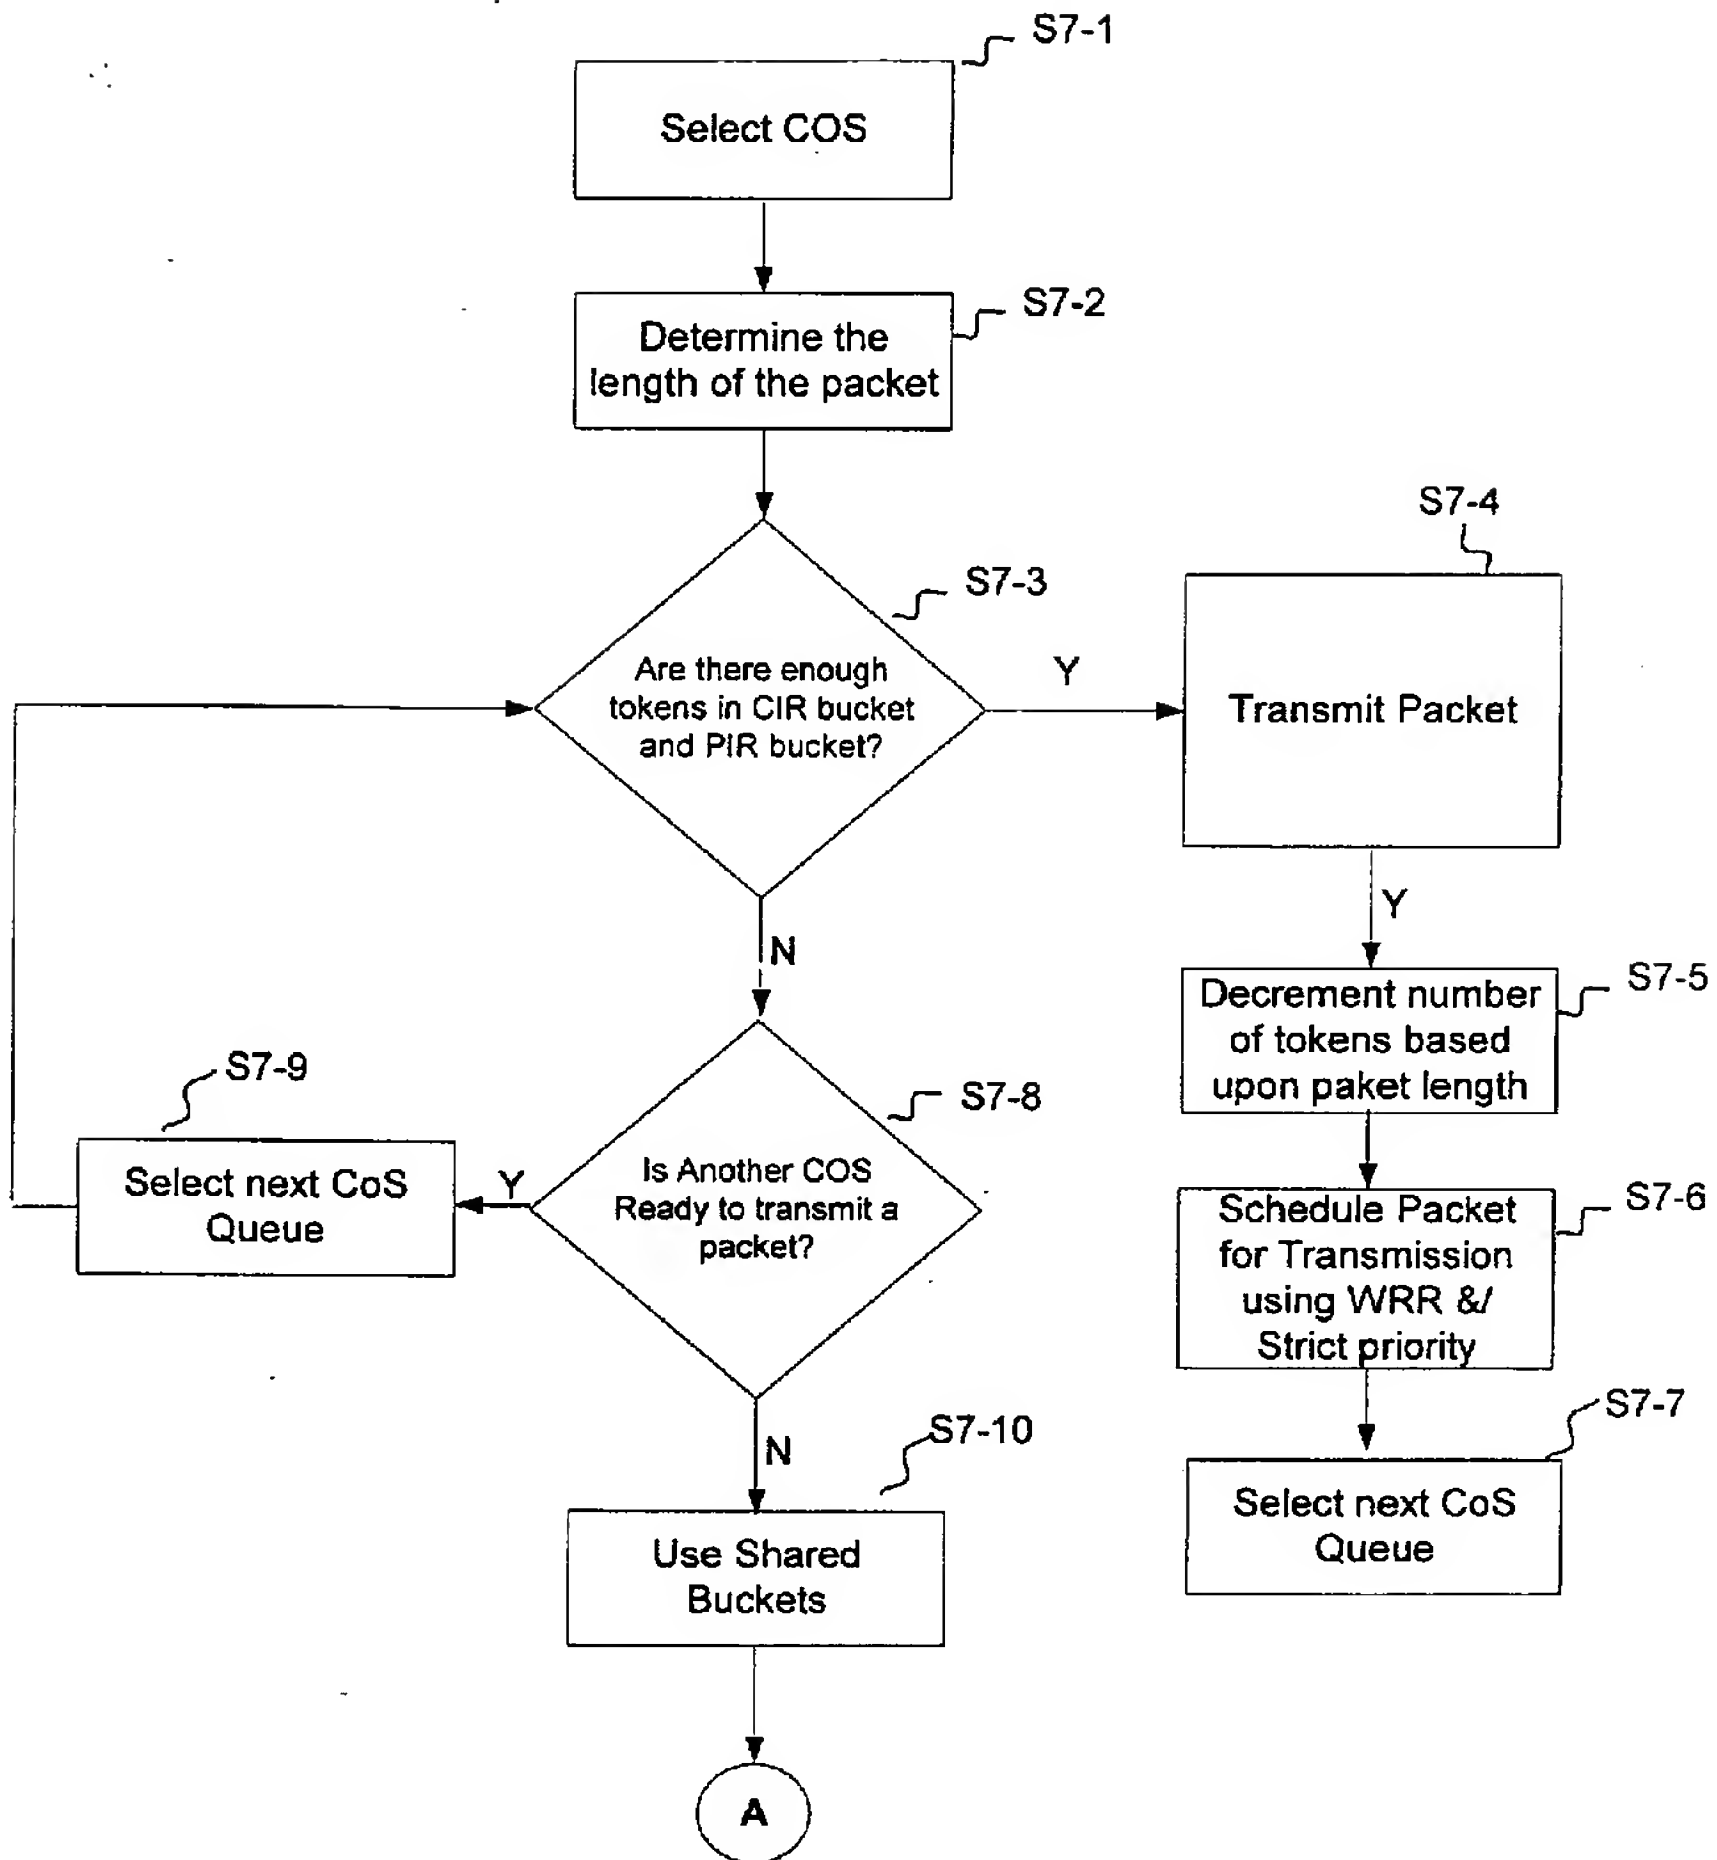 S7-1
Select COS
S7-2
Determine the
length of the packet
S7-4
S7-3
Are there enough
tokens in CIR bucket
and PIR bucket?
Y
Transmit Packet
Y
N
S7-5
Decrement number
of tokens based
upon paket length
S7-9
S7-8
Is Another COS
Ready to transmit a
packet?
Y
Select next CoS
Queue
S7-6
Schedule Packet
for Transmission
using WRR &/
Strict priority
S7-7
N
S7-10
Select next CoS
Queue
Use Shared
Buckets
A